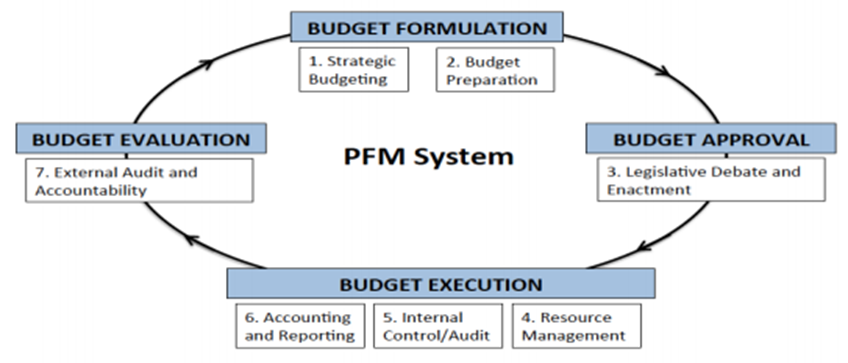 BUDGET FORMULATION
1. Strategic
Budgeting
2. Budget
Preparation
BUDGET EVALUATION
7. External Audit and
Accountability
PFM System
BUDGET APPROVAL
3. Legislative Debate and
Enactment
BUDGET EXECUTION
6. Accounting
and Reporting
5. Internal
Control/Audit
4. Resource
Management